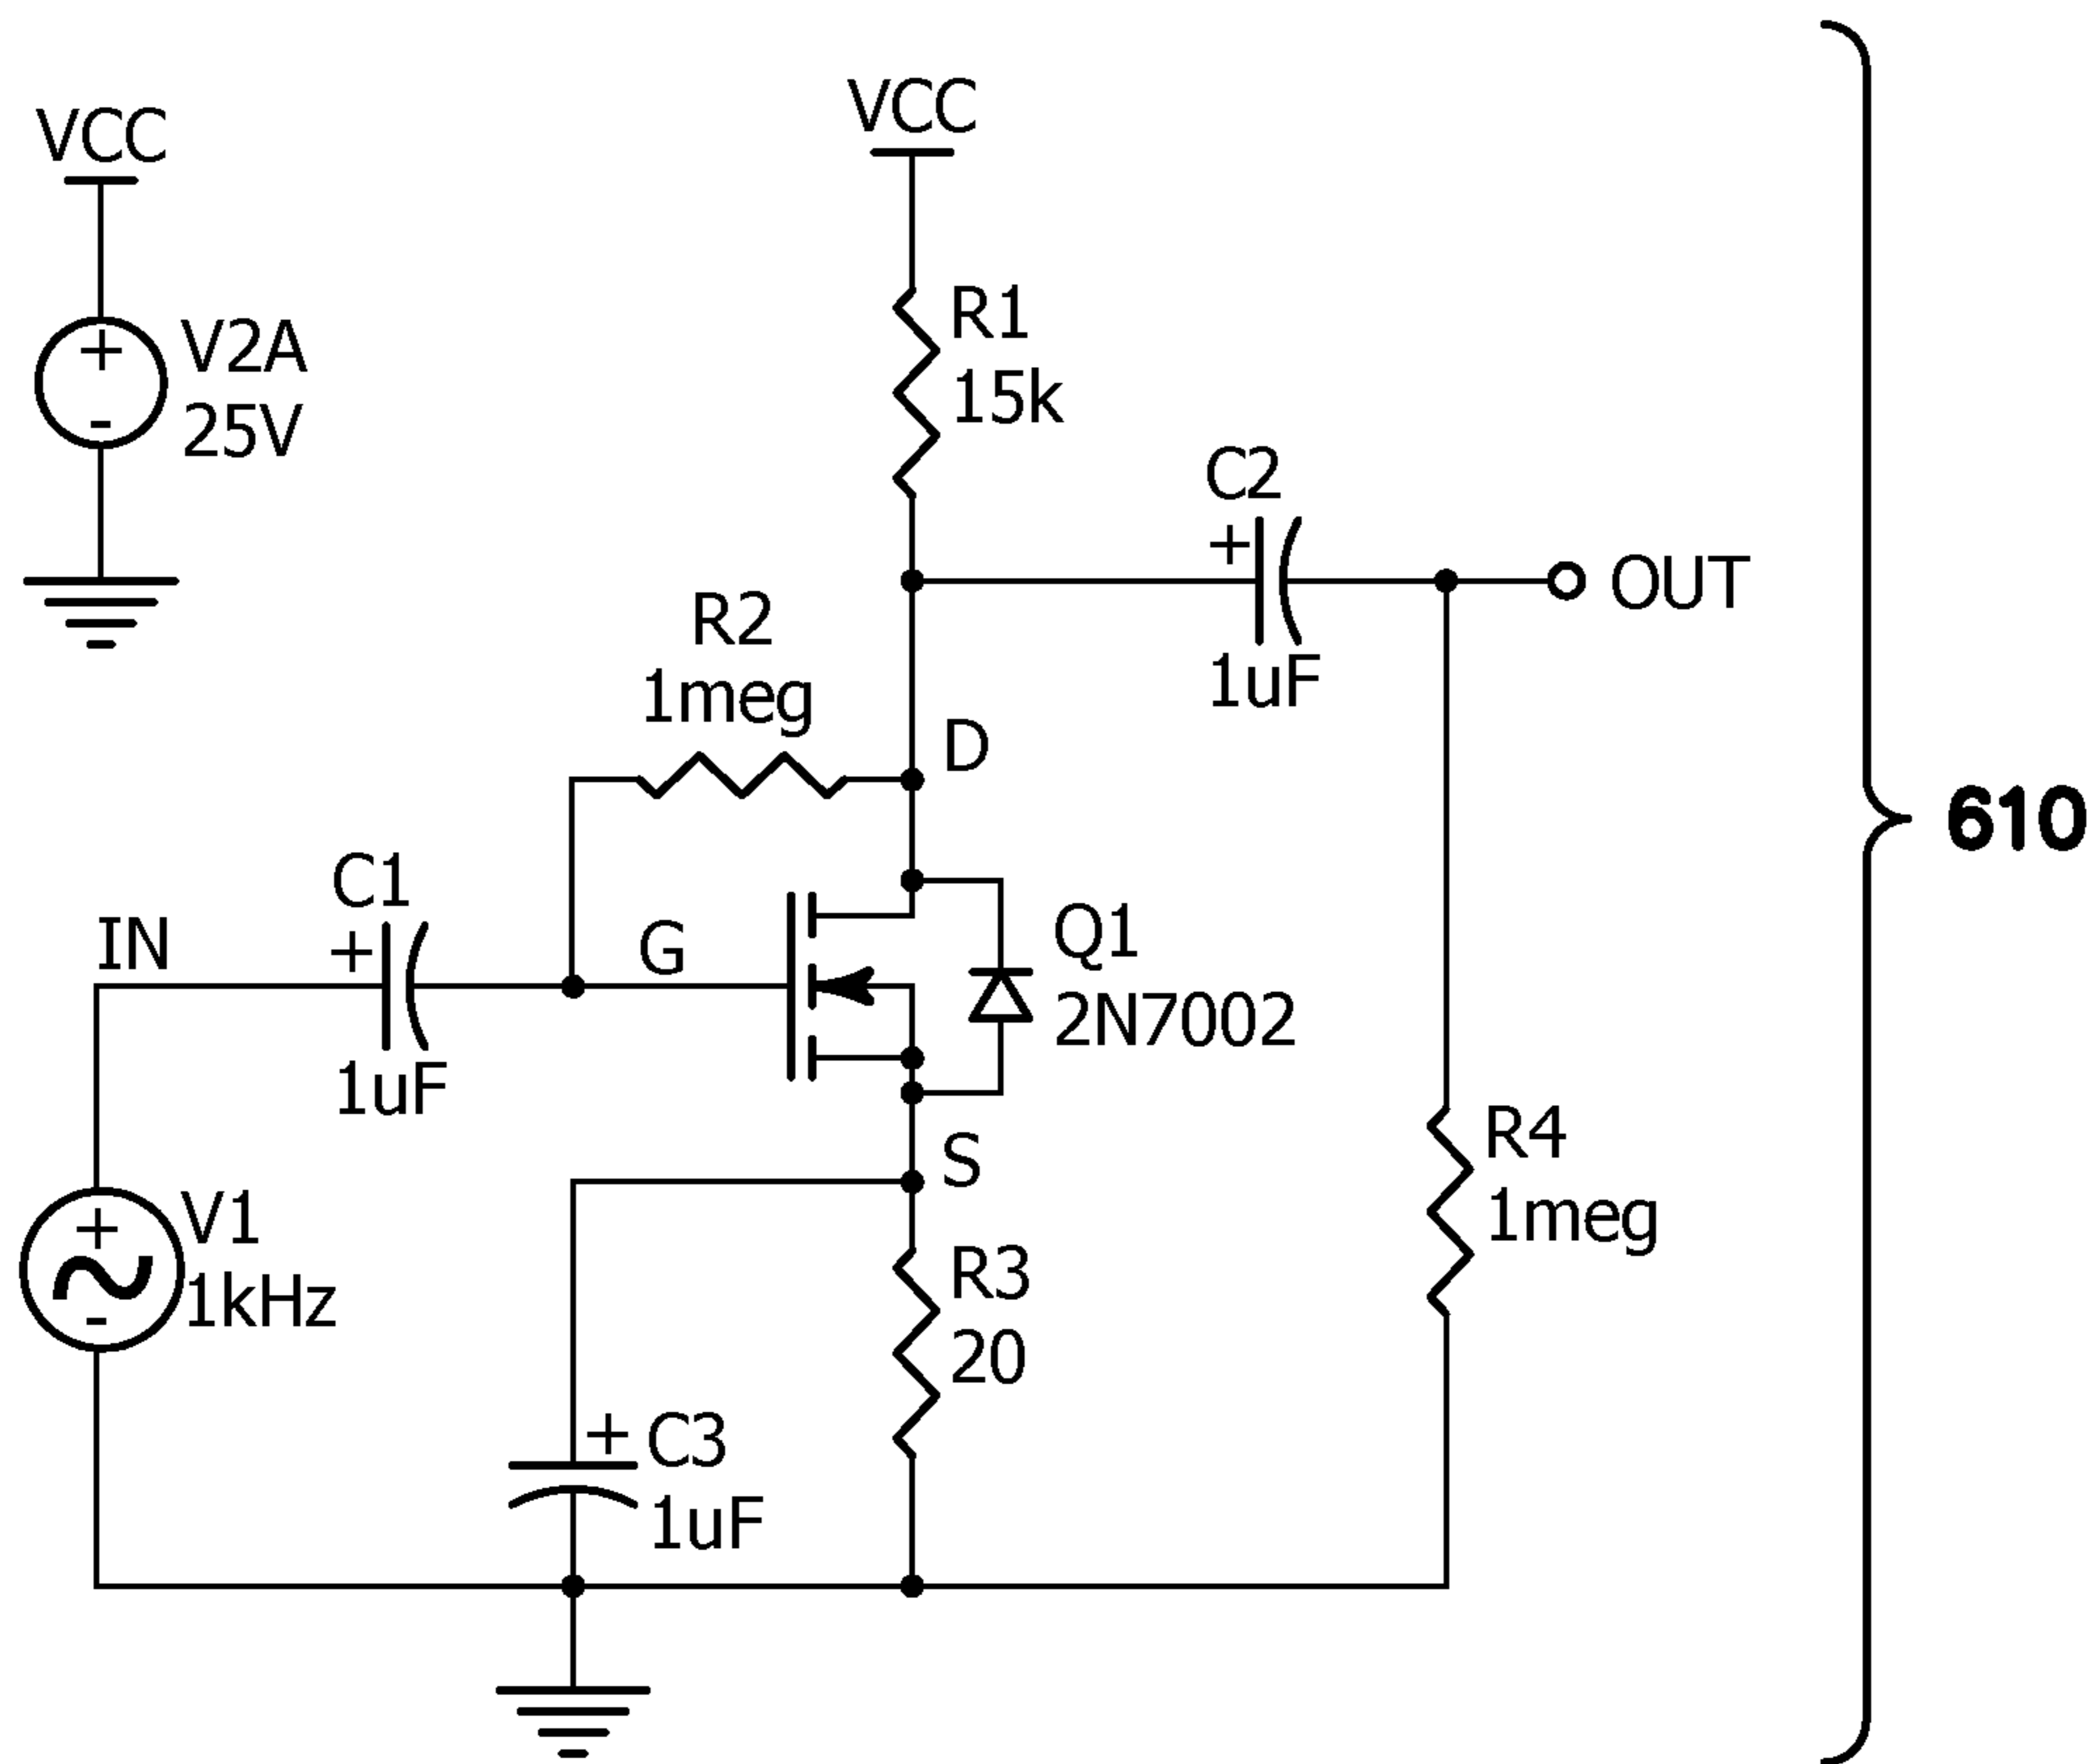 VCC
VCC
+
-
V2A
25V
R1
15k
C2
+
1uF
OUT
R2
1meg
D
610
C1
+
1uF
IN
G
Q1
2N7002
S
R4
1meg
V1
1kHz
+
-
R3
20
+
C3
1uF